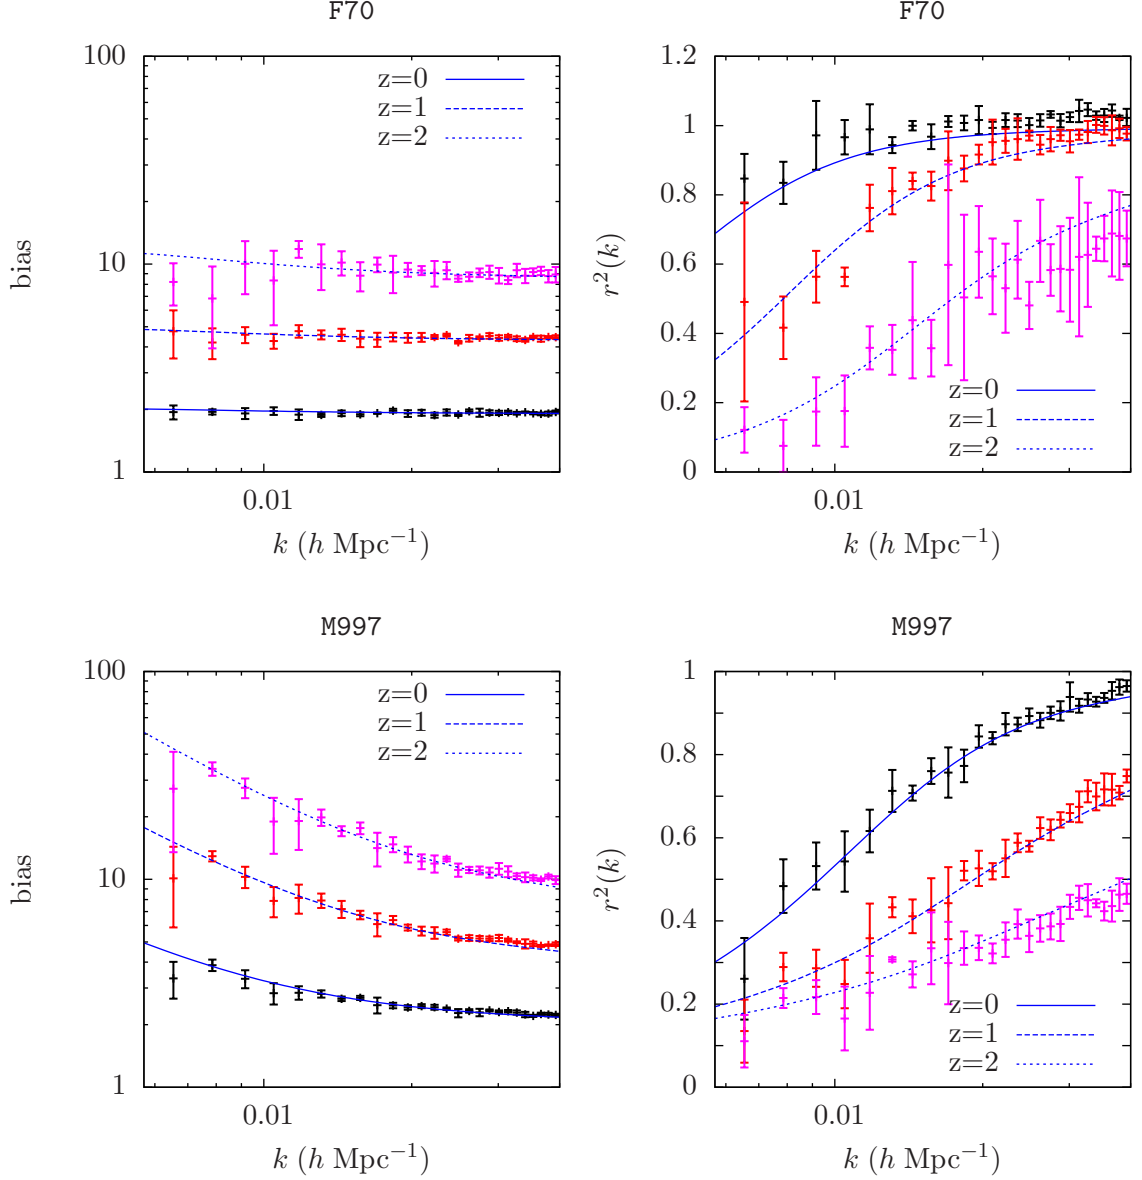 F70
100
10
1
bias
z=0
z=1
z=2
0.01
k (h Mpc⁻¹)
F70
1.2
1
0.8
0.6
0.4
0.2
0
r²(k)
z=0
z=1
z=2
0.01
k (h Mpc⁻¹)
M997
100
10
1
bias
z=0
z=1
z=2
0.01
k (h Mpc⁻¹)
M997
1
0.8
0.6
0.4
0.2
0
r²(k)
z=0
z=1
z=2
0.01
k (h Mpc⁻¹)